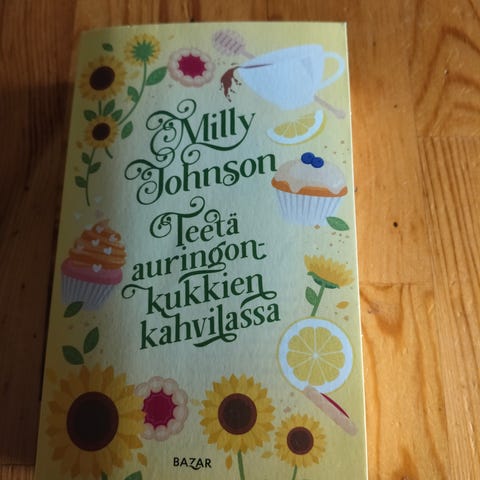 Milly
Johnson
Teetä
auringon-
kukkien
kahvilassa
BAZAR